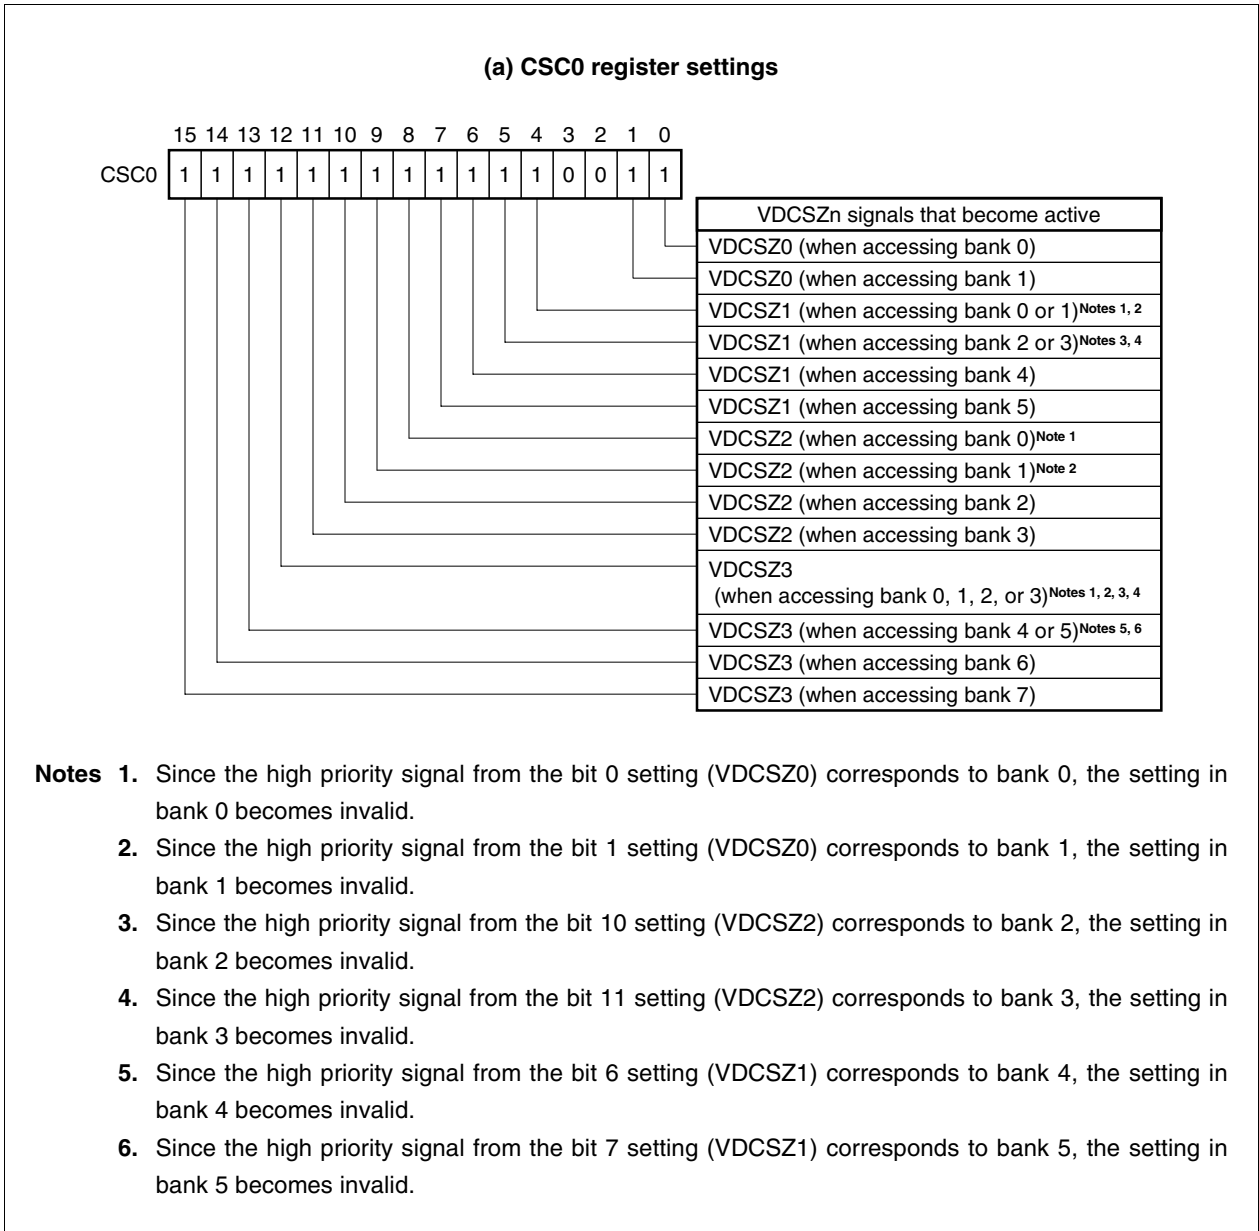 (a) CSC0 register settings
15 14 13 12 11 10 9 8 7 6 5 4 3 2 1 0
CSC0 1 1 1 1 1 1 1 1 1 1 1 1 0 0 1 1
VDCSZn signals that become active
VDCSZ0 (when accessing bank 0)
VDCSZ0 (when accessing bank 1)
VDCSZ1 (when accessing bank 0 or 1)Notes 1, 2
VDCSZ1 (when accessing bank 2 or 3)Notes 3, 4
VDCSZ1 (when accessing bank 4)
VDCSZ1 (when accessing bank 5)
VDCSZ2 (when accessing bank 0)Note 1
VDCSZ2 (when accessing bank 1)Note 2
VDCSZ2 (when accessing bank 2)
VDCSZ2 (when accessing bank 3)
VDCSZ3
(when accessing bank 0, 1, 2, or 3)Notes 1, 2, 3, 4
VDCSZ3 (when accessing bank 4 or 5)Notes 5, 6
VDCSZ3 (when accessing bank 6)
VDCSZ3 (when accessing bank 7)
Notes 1. Since the high priority signal from the bit 0 setting (VDCSZ0) corresponds to bank 0, the setting in
bank 0 becomes invalid.
2. Since the high priority signal from the bit 1 setting (VDCSZ0) corresponds to bank 1, the setting in
bank 1 becomes invalid.
3. Since the high priority signal from the bit 10 setting (VDCSZ2) corresponds to bank 2, the setting in
bank 2 becomes invalid.
4. Since the high priority signal from the bit 11 setting (VDCSZ2) corresponds to bank 3, the setting in
bank 3 becomes invalid.
5. Since the high priority signal from the bit 6 setting (VDCSZ1) corresponds to bank 4, the setting in
bank 4 becomes invalid.
6. Since the high priority signal from the bit 7 setting (VDCSZ1) corresponds to bank 5, the setting in
bank 5 becomes invalid.